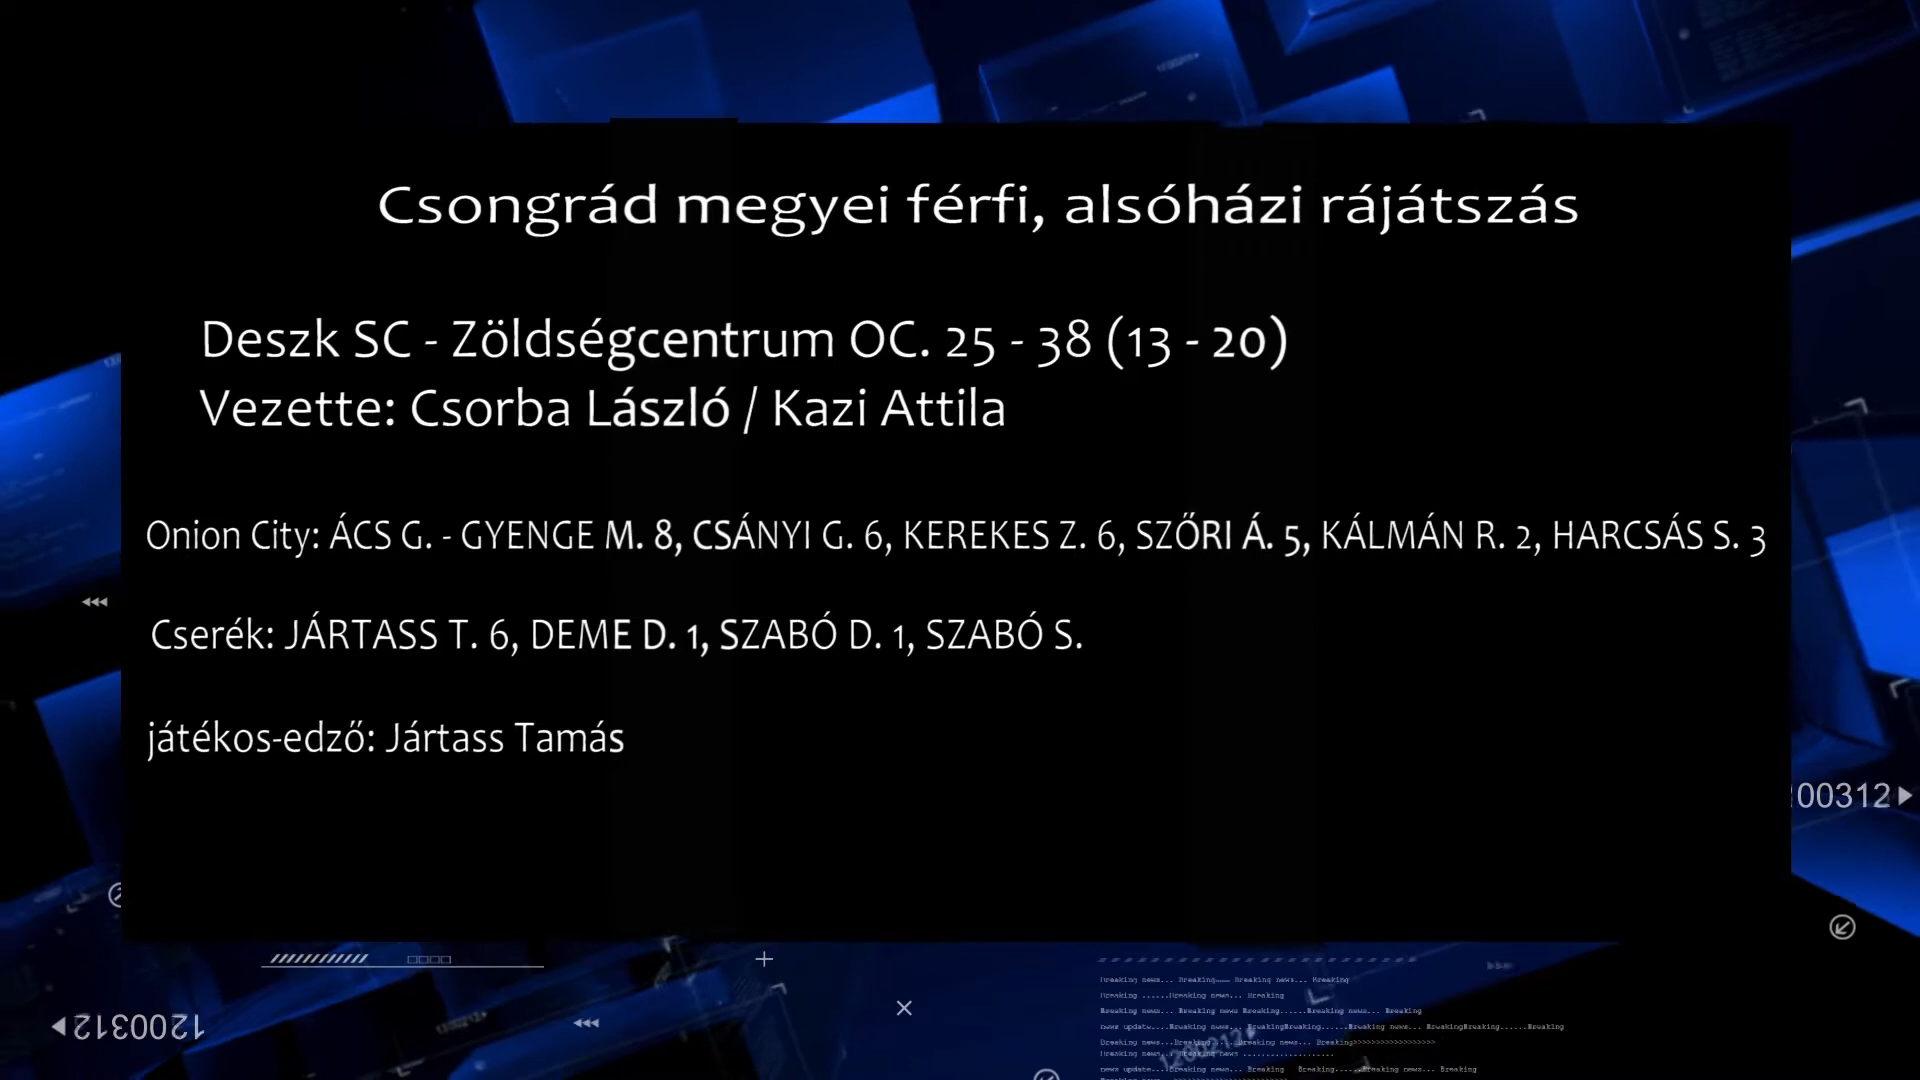 Csongrád megyei férfi, alsóházi rájátszás
Deszk SC - Zöldségcentrum OC. 25 - 38 (13 - 20)
Vezette: Csorba László / Kazi Attila
Onion City: ÁCS G. - GYENGE M. 8, CSÁNYI G. 6, KEREKES Z. 6, SZŐRI Á. 5, KÁLMÁN R. 2, HARCSÁS S. 3
Cserék: JÁRTASS T. 6, DEME D. 1, SZABÓ D. 1, SZABÓ S.
játékos-edző: Jártass Tamás
00312
1200312